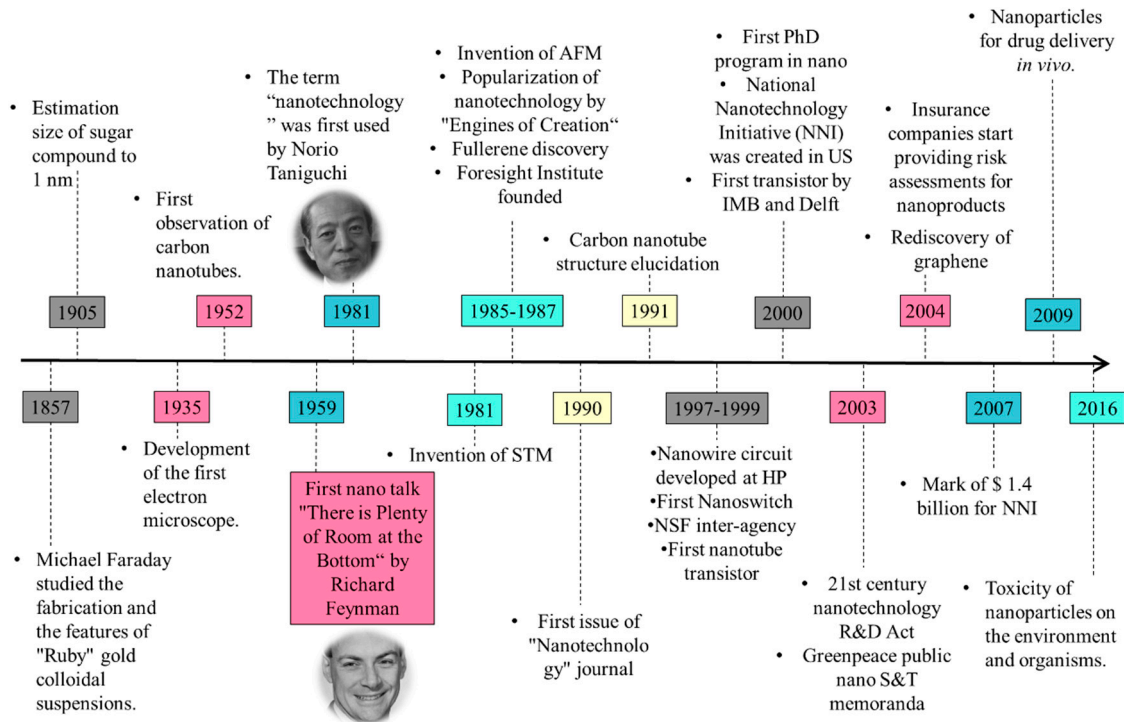 • Estimation
size of sugar
compound to
1 nm
• First
observation of
carbon
nanotubes.
• The term
“nanotechnology
” was first used
by Norio
Taniguchi
• Invention of AFM
• Popularization of
nanotechnology by
"Engines of Creation“
• Fullerene discovery
• Foresight Institute
founded
• Carbon nanotube
structure elucidation
• First PhD
program in nano
• National
Nanotechnology
Initiative (NNI)
was created in US
• First transistor by
IMB and Delft
• Insurance
companies start
providing risk
assessments for
nanoproducts
• Rediscovery of
graphene
• Nanoparticles
for drug delivery
in vivo.
1905
1952
1981
1985-1987
1991
2000
2004
2009
1857
1935
1959
1981
1990
1997-1999
2003
2007
2016
• Michael Faraday
studied the
fabrication and
the features of
"Ruby" gold
colloidal
suspensions.
• Development
of the first
electron
microscope.
First nano talk
"There is Plenty
of Room at the
Bottom“ by
Richard
Feynman
• Invention of STM
• First issue of
"Nanotechnolo
gy" journal
•Nanowire circuit
developed at HP
•First Nanoswitch
•NSF inter-agency
•First nanotube
transistor
• 21st century
nanotechnology
R&D Act
• Greenpeace public
nano S&T
memoranda
• Mark of $ 1.4
billion for NNI
• Toxicity of
nanoparticles on
the environment
and organisms.